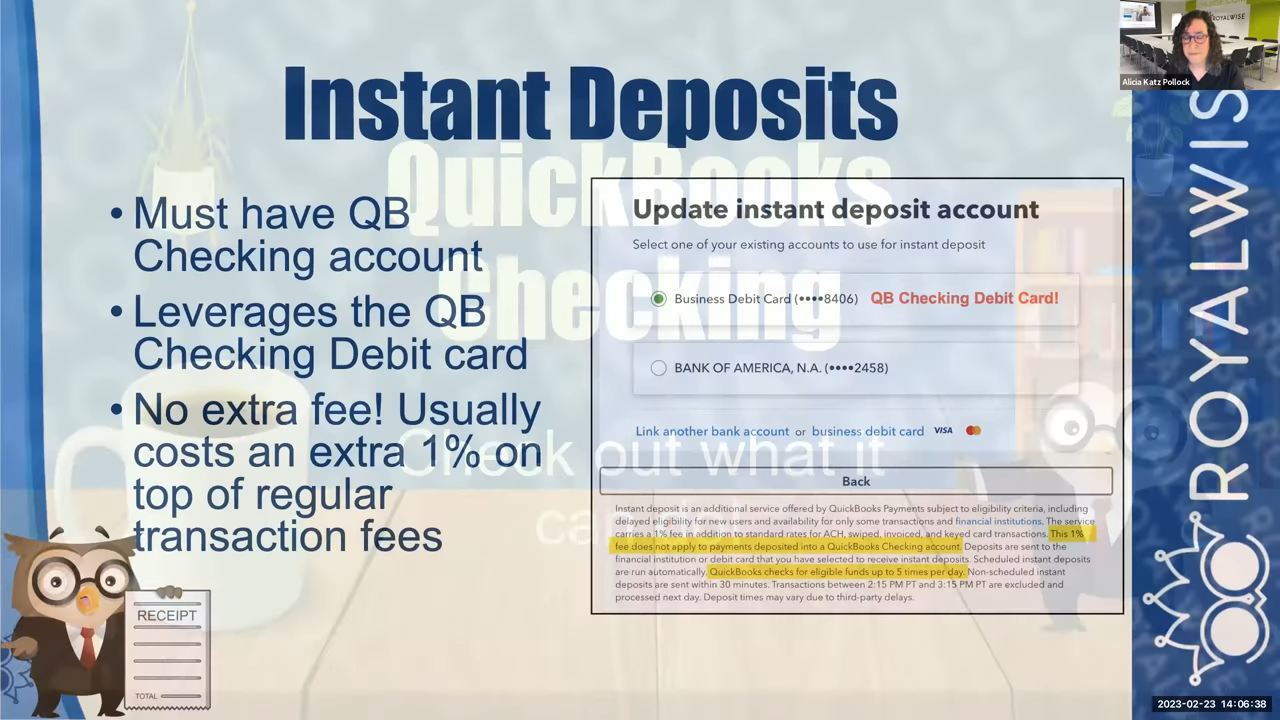 Instant Deposits
QuickBooks
Checking
Check out what it
ca
• Must have QB
Checking account
• Leverages the QB
Checking Debit card
• No extra fee! Usually
costs an extra 1% on
top of regular
transaction fees
Update instant deposit account
Select one of your existing accounts to use for instant deposit
Business Debit Card (••••8406) QB Checking Debit Card!
BANK OF AMERICA, N.A. (••••2458)
Link another bank account or business debit card VISA
Back
Instant deposit is an additional service offered by QuickBooks Payments subject to eligibility criteria, including
delayed eligibility for new users and availability for only some transactions and financial institutions. The service
carries a 1% fee in addition to standard rates for ACH, swiped, invoiced, and keyed card transactions. This 1%
fee does not apply to payments deposited into a QuickBooks Checking account. Deposits are sent to the
financial institution or debit card that you have selected to receive instant deposits. Scheduled instant deposits
are run automatically. QuickBooks checks for eligible funds up to 5 times per day. Non-scheduled instant
deposits are sent within 30 minutes. Transactions between 2:15 PM PT and 3:15 PM PT are excluded and
processed next day. Deposit times may vary due to third-party delays.
RECEIPT
TOTAL
ROYALWISE
Alicia Katz Pollock
ROYALWIS
2023-02-23 14:06:38